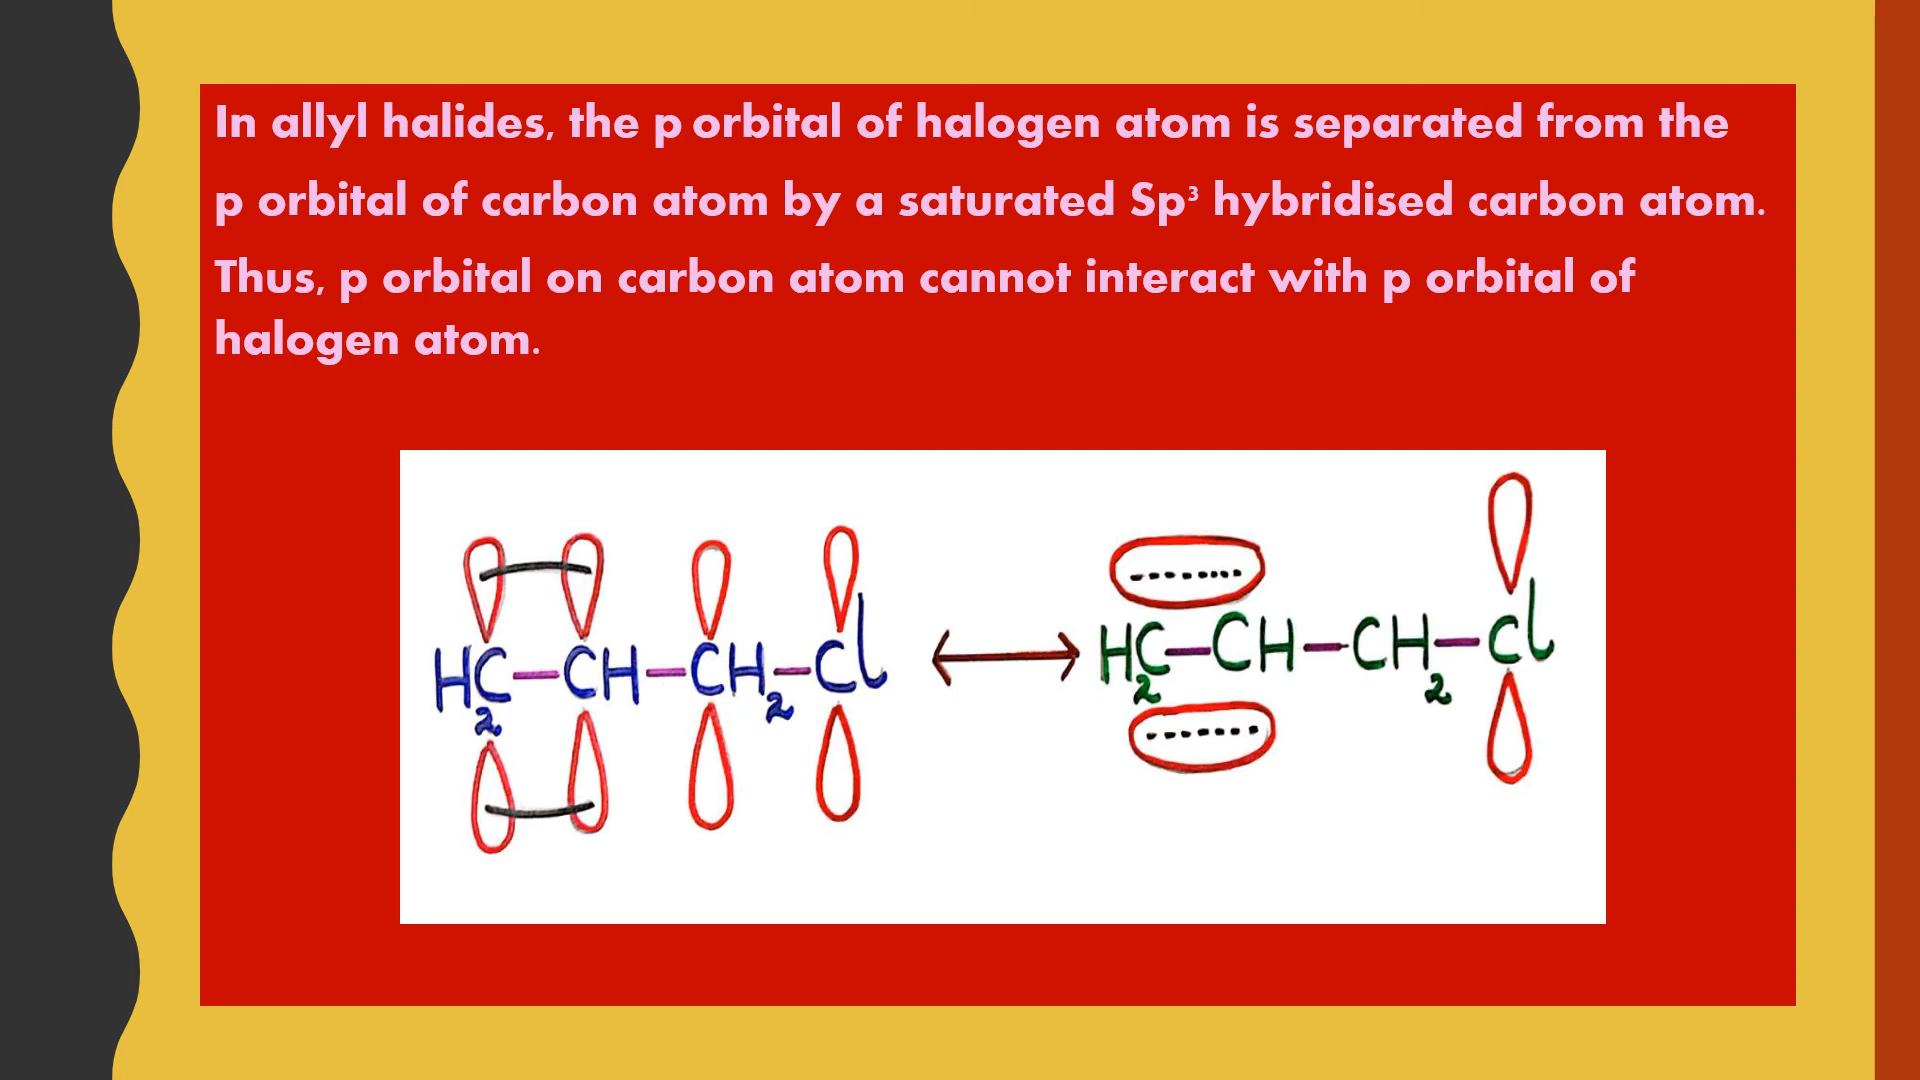 In allyl halides, the p orbital of halogen atom is separated from the
p orbital of carbon atom by a saturated Sp³ hybridised carbon atom.
Thus, p orbital on carbon atom cannot interact with p orbital of
halogen atom.
H₂C-CH-CH₂-Cl ⟷ H₂C-CH-CH₂-Cl